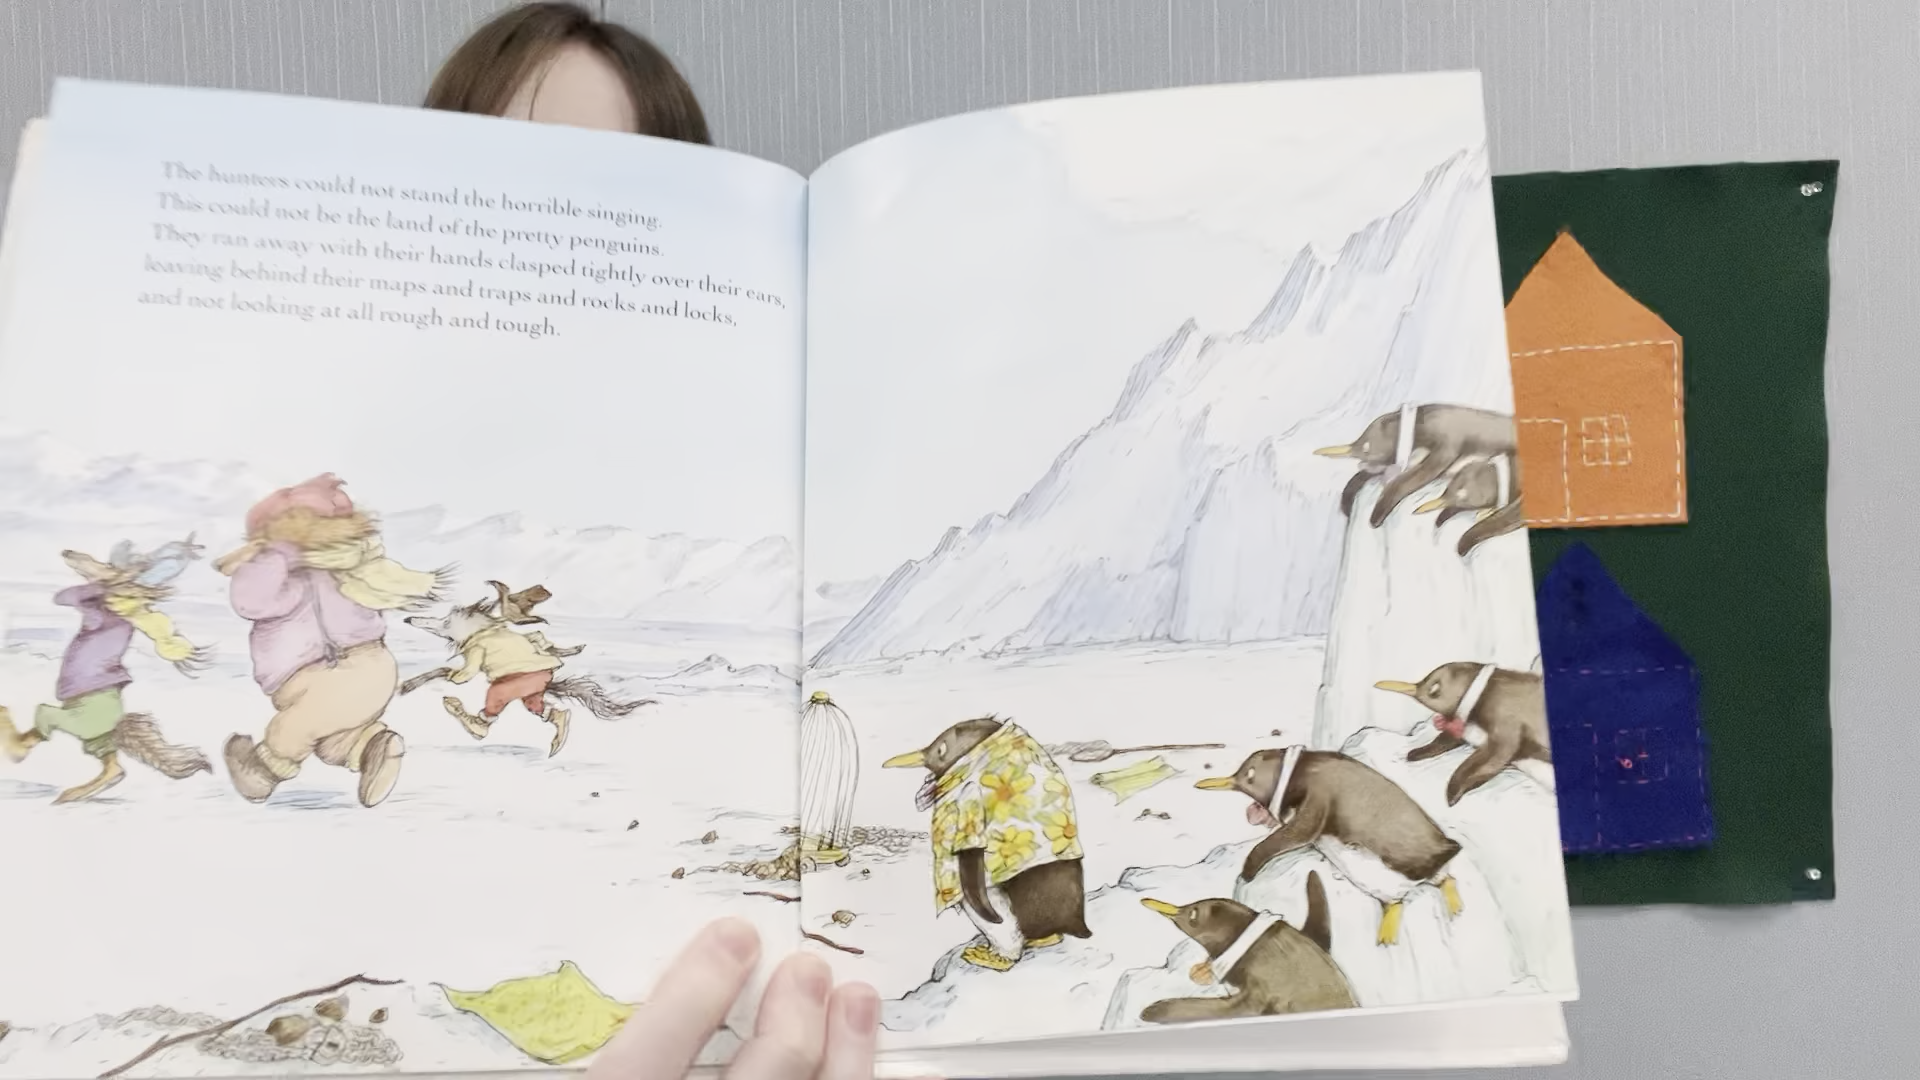 The hunters could not stand the horrible singing.
This could not be the land of the pretty penguins.
They ran away with their hands clasped tightly over their ears,
leaving behind their maps and traps and rocks and locks,
and not looking at all rough and tough.